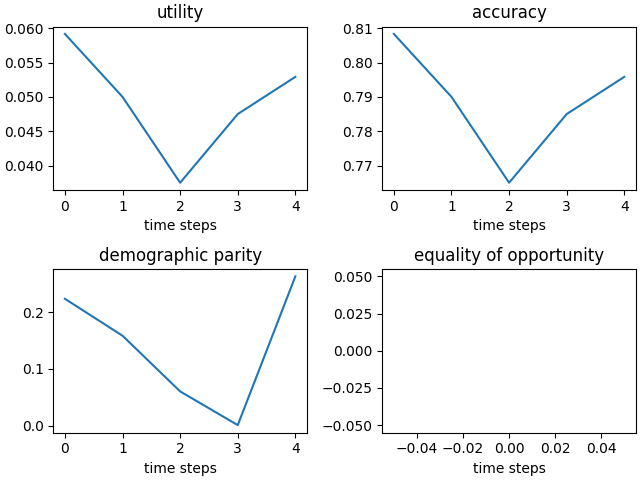 utility
0.060
0.055
0.050
0.045
0.040
0 1 2 3 4
time steps
accuracy
0.81
0.80
0.79
0.78
0.77
0 1 2 3 4
time steps
demographic parity
0.2
0.1
0.0
0 1 2 3 4
time steps
equality of opportunity
0.050
0.025
0.000
−0.025
−0.050
−0.04 −0.02 0.00 0.02 0.04
time steps